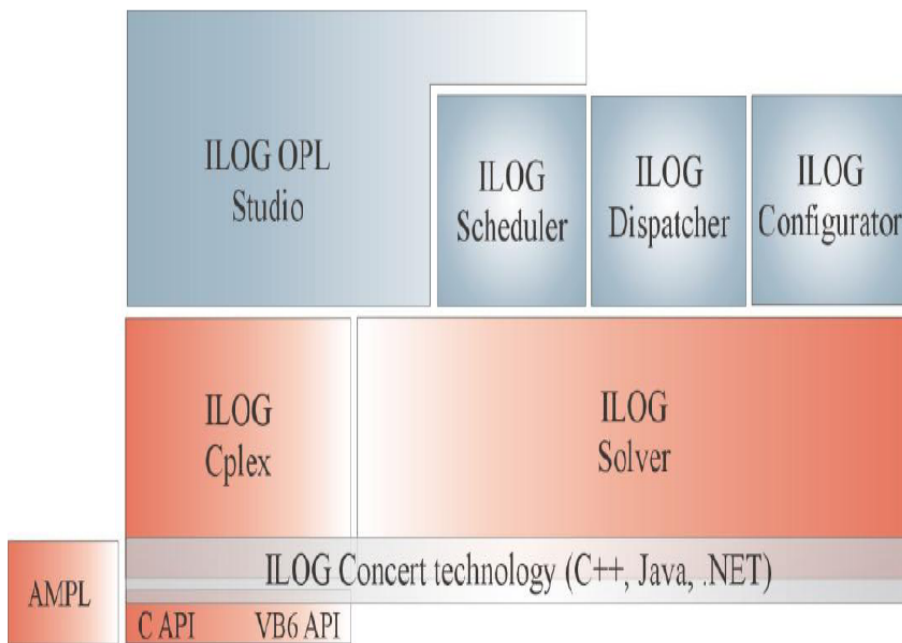 ILOG OPL
Studio
ILOG
Scheduler
ILOG
Dispatcher
ILOG
Configurator
ILOG
Cplex
ILOG
Solver
ILOG Concert technology (C++, Java, .NET)
AMPL
C API
VB6 API